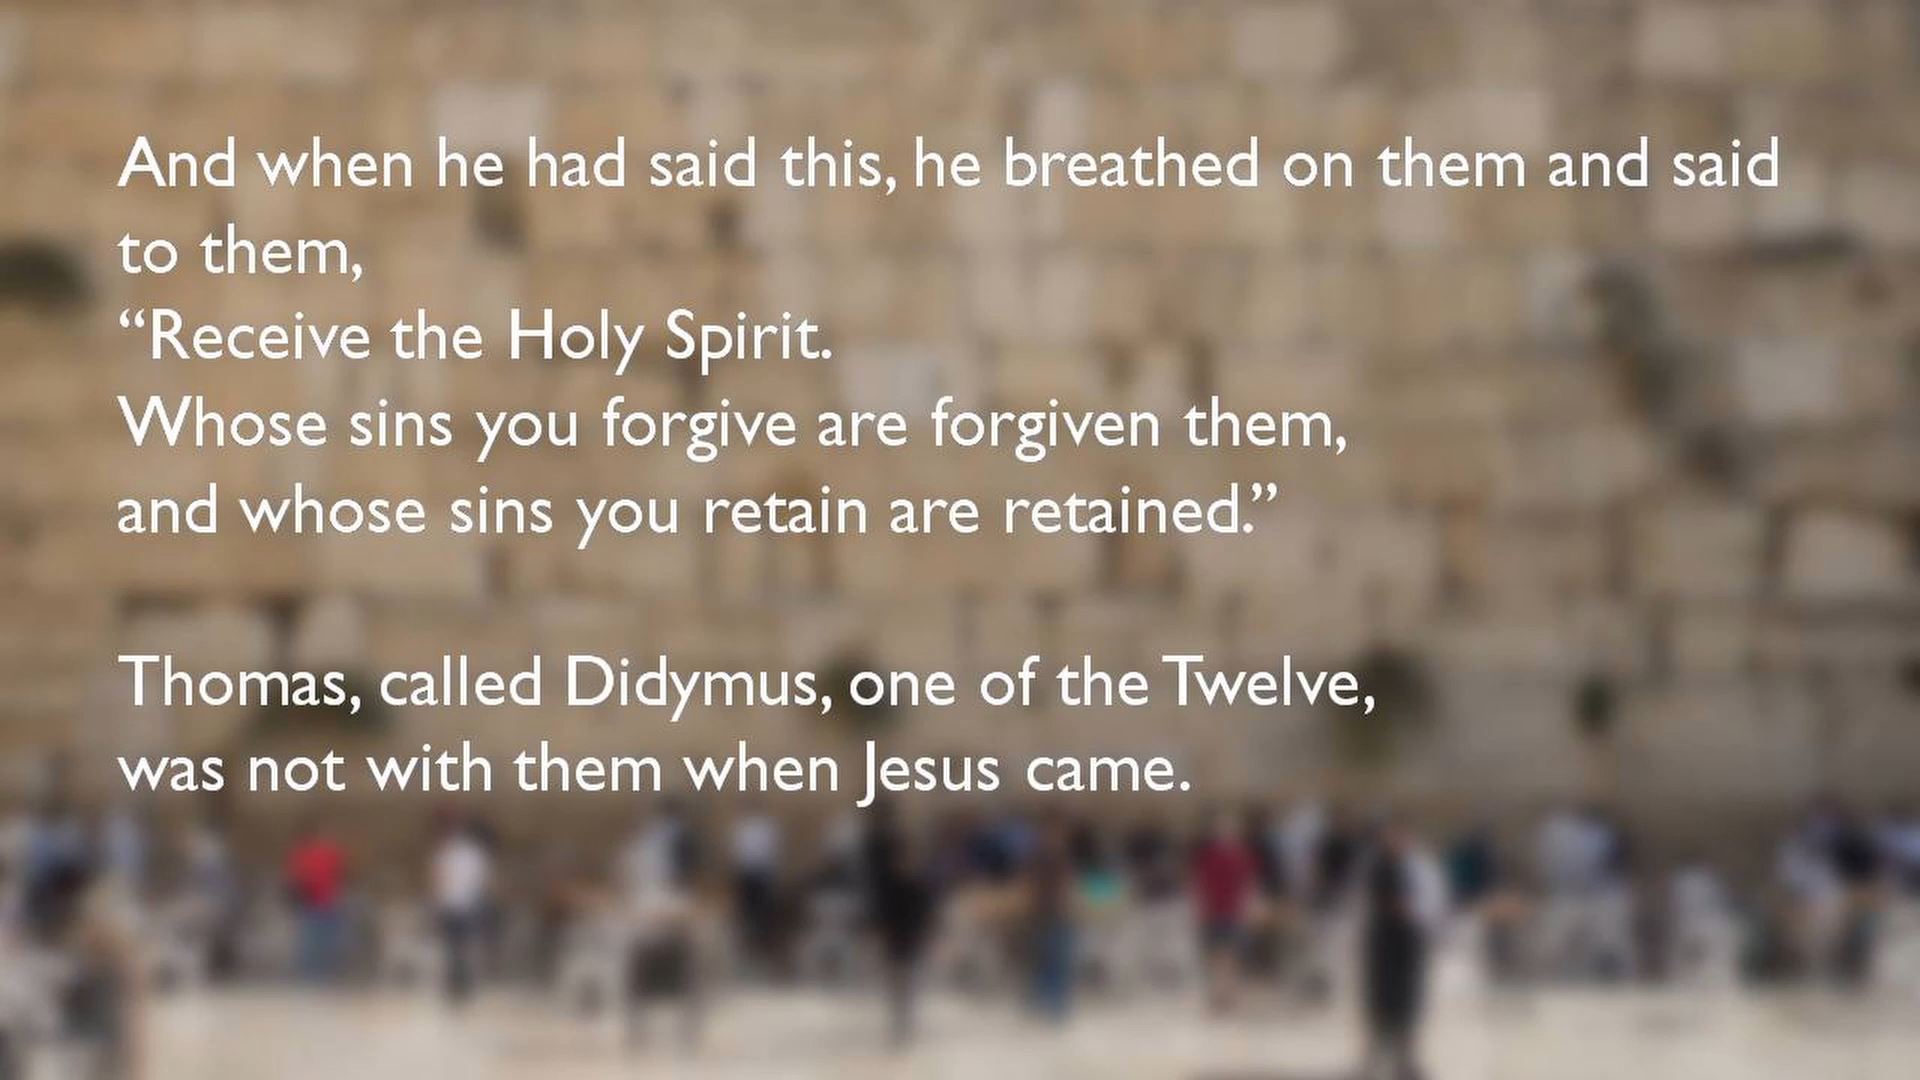 And when he had said this, he breathed on them and said
to them,
“Receive the Holy Spirit.
Whose sins you forgive are forgiven them,
and whose sins you retain are retained.”
Thomas, called Didymus, one of the Twelve,
was not with them when Jesus came.